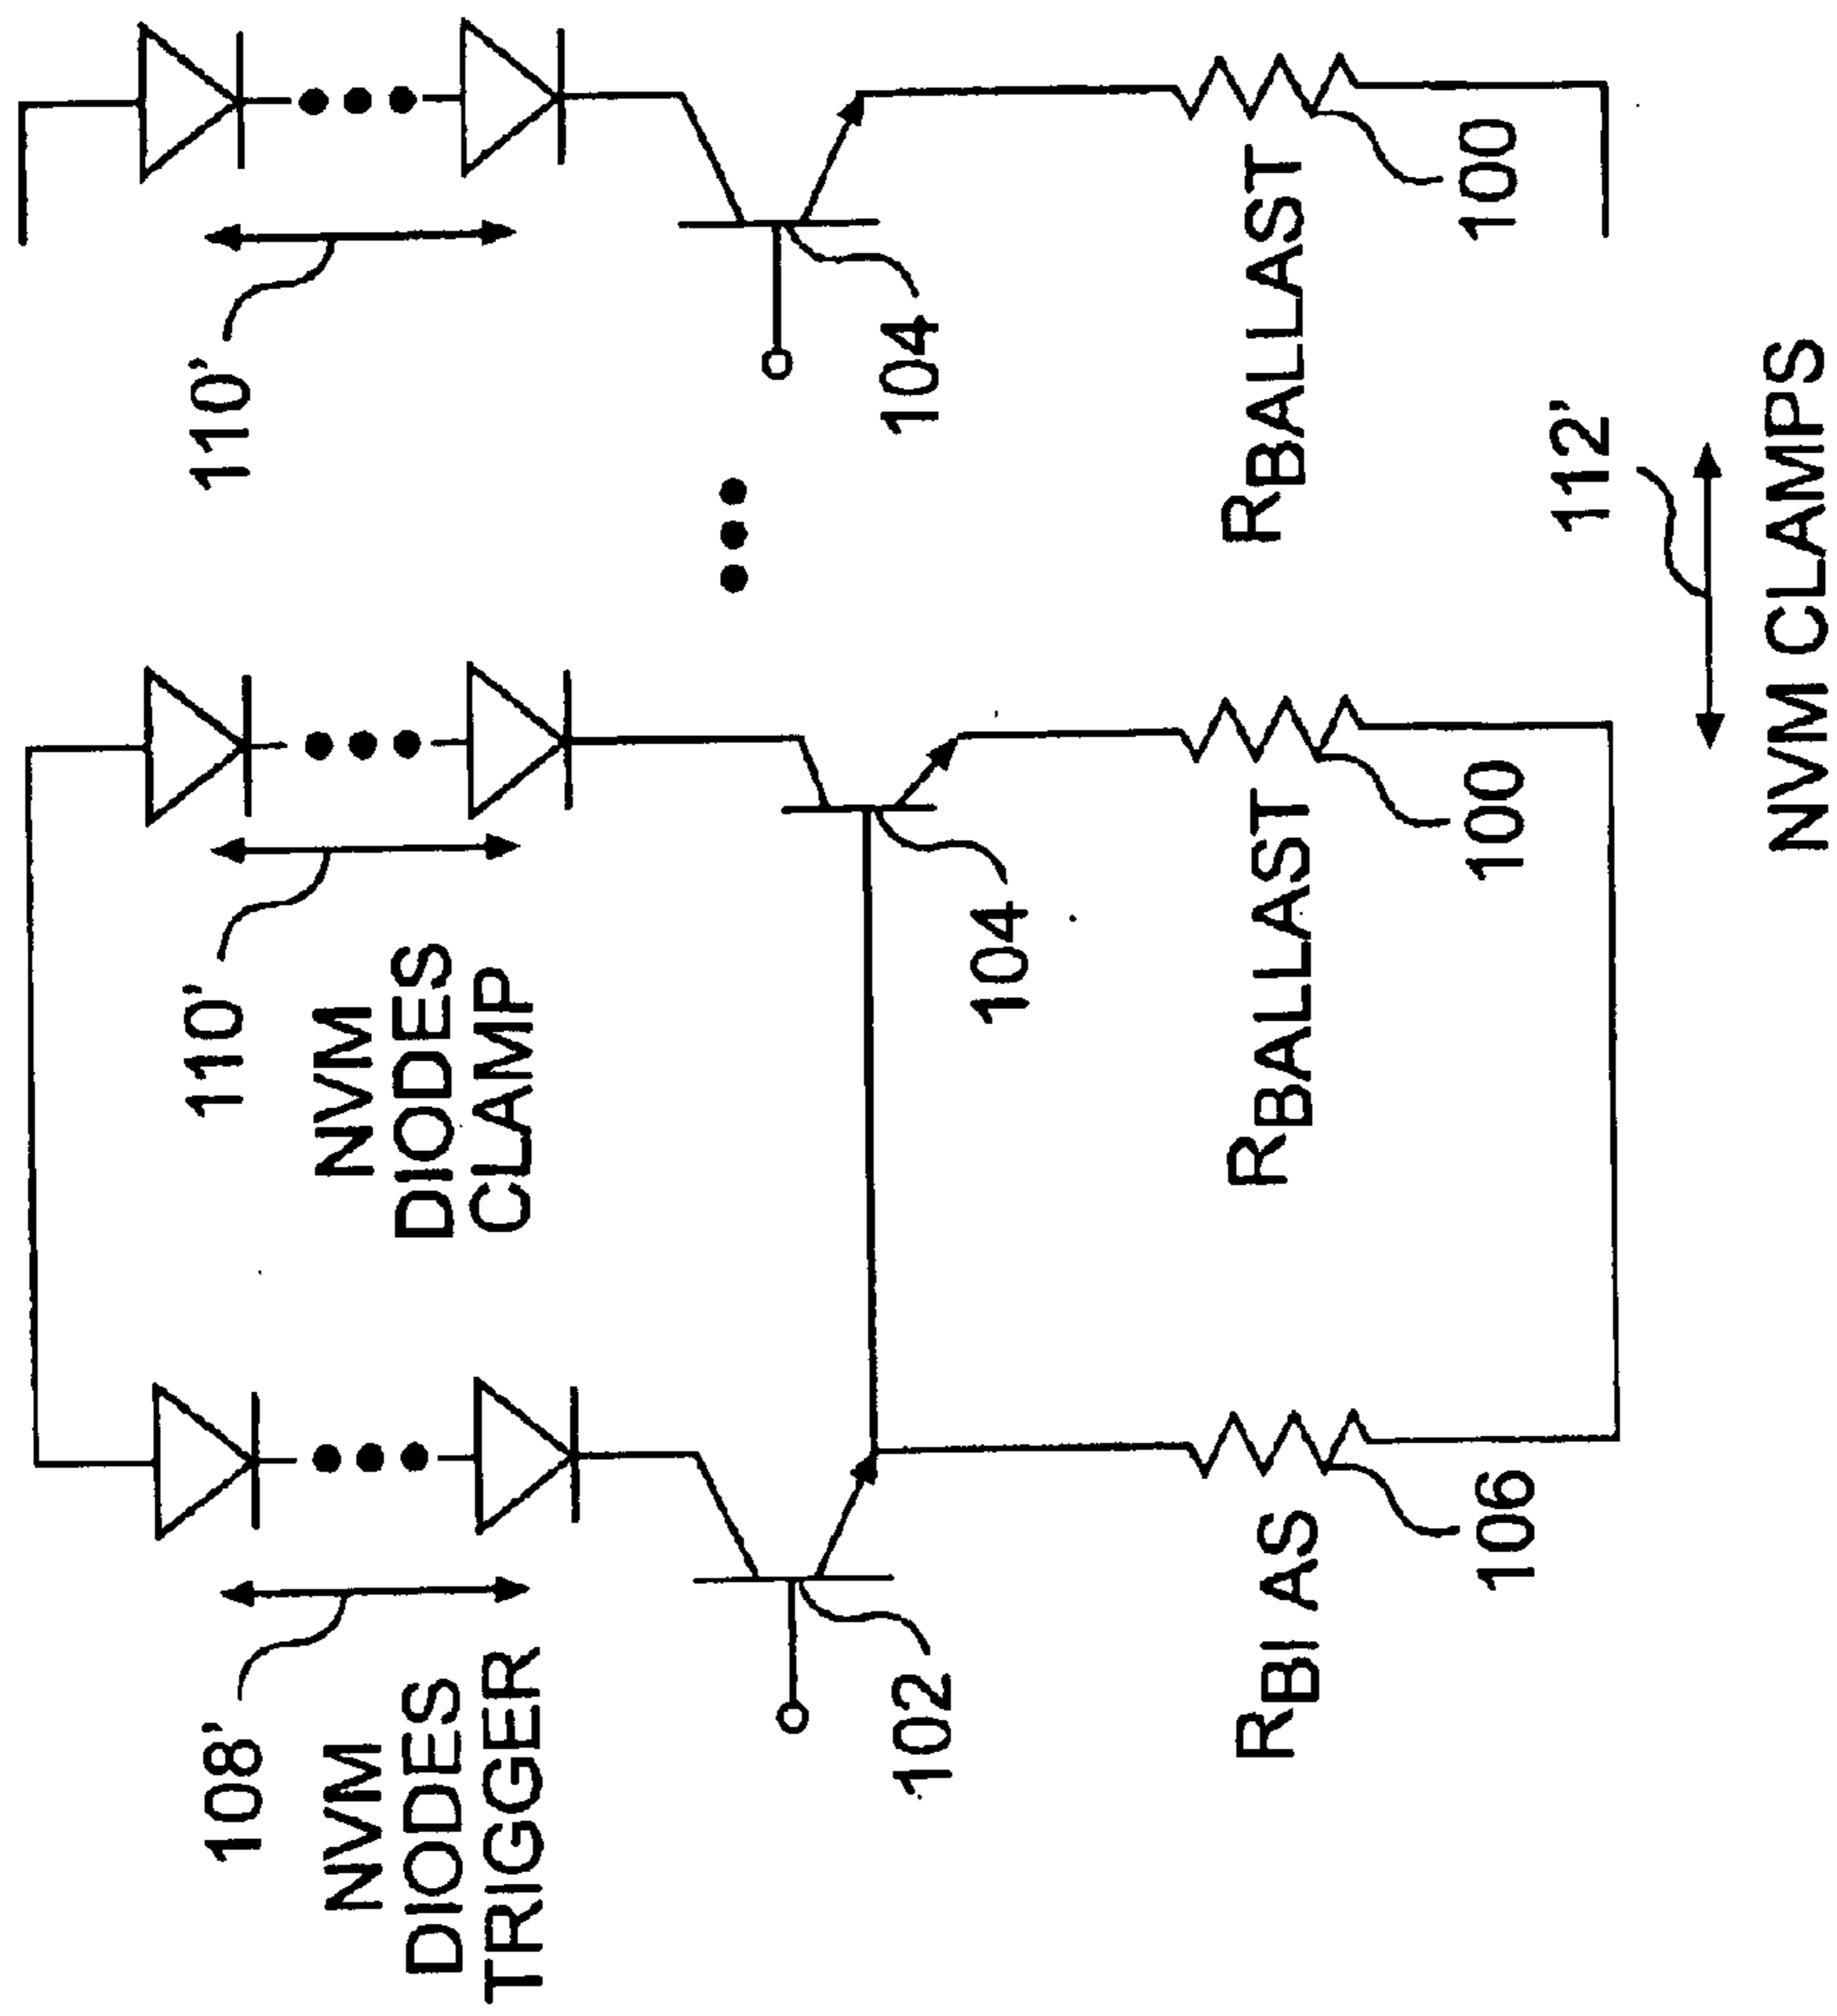 108'
NVM
DIODES
TRIGGER
110'
NVM
DIODES
CLAMP
110'
102
104
104
RBIAS
RBALLAST
RBALLAST
106
100
100
112'
NVM CLAMPS